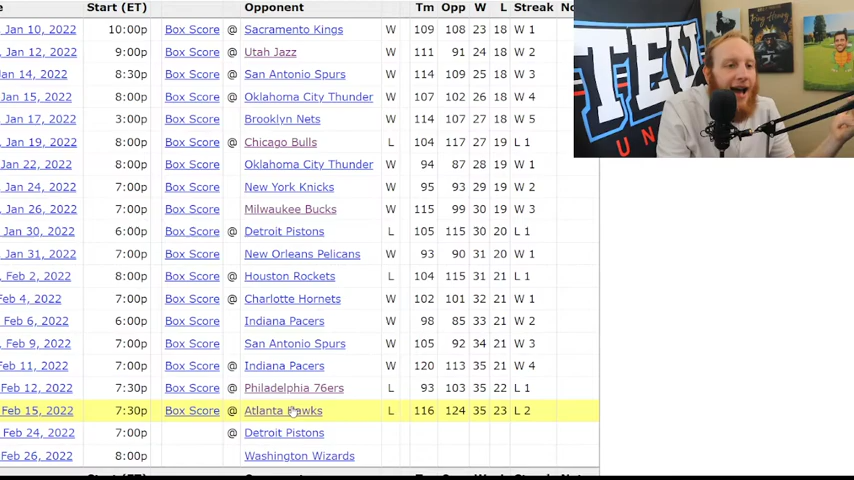 e Start (ET) Opponent Tm Opp W L Streak No
, Jan 10, 2022 10:00p Box Score @ Sacramento Kings W 109 108 23 18 W 1
, Jan 12, 2022 9:00p Box Score @ Utah Jazz W 111 91 24 18 W 2
Jan 14, 2022 8:30p Box Score @ San Antonio Spurs W 114 109 25 18 W 3
Jan 15, 2022 8:00p Box Score @ Oklahoma City Thunder W 107 102 26 18 W 4
Jan 17, 2022 3:00p Box Score Brooklyn Nets W 114 107 27 18 W 5
, Jan 19, 2022 8:00p Box Score @ Chicago Bulls L 104 117 27 19 L 1
Jan 22, 2022 8:00p Box Score Oklahoma City Thunder W 94 87 28 19 W 1
Jan 24, 2022 7:00p Box Score New York Knicks W 95 93 29 19 W 2
, Jan 26, 2022 7:00p Box Score Milwaukee Bucks W 115 99 30 19 W 3
Jan 30, 2022 6:00p Box Score @ Detroit Pistons L 105 115 30 20 L 1
Jan 31, 2022 7:00p Box Score New Orleans Pelicans W 93 90 31 20 W 1
, Feb 2, 2022 8:00p Box Score @ Houston Rockets L 104 115 31 21 L 1
Feb 4, 2022 7:00p Box Score @ Charlotte Hornets W 102 101 32 21 W 1
Feb 6, 2022 6:00p Box Score Indiana Pacers W 98 85 33 21 W 2
, Feb 9, 2022 7:00p Box Score San Antonio Spurs W 105 92 34 21 W 3
Feb 11, 2022 7:00p Box Score @ Indiana Pacers W 120 113 35 21 W 4
Feb 12, 2022 7:30p Box Score @ Philadelphia 76ers L 93 103 35 22 L 1
Feb 15, 2022 7:30p Box Score @ Atlanta Hawks L 116 124 35 23 L 2
Feb 24, 2022 7:00p @ Detroit Pistons
Feb 26, 2022 8:00p Washington Wizards
King Henry
UN